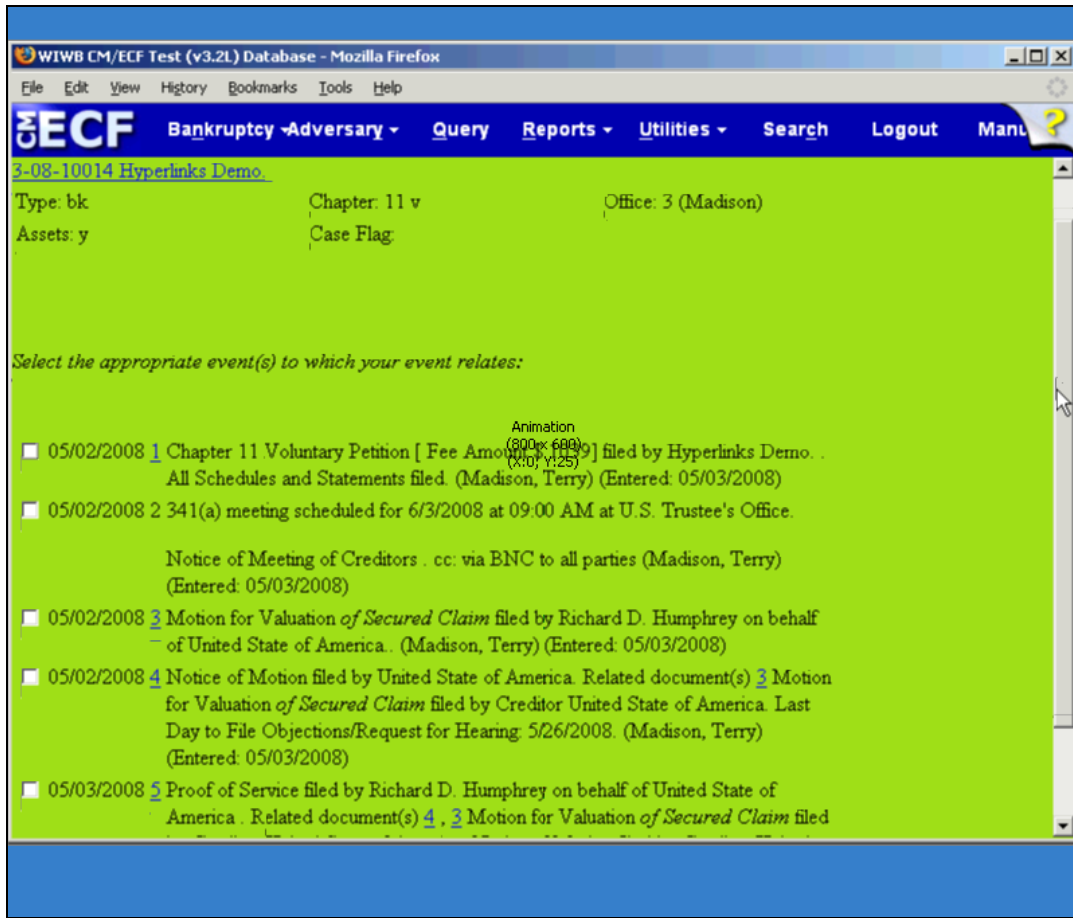 WIWB CM/ECF Test (v3.2L) Database - Mozilla Firefox
File Edit View History Bookmarks Tools Help
CM ECF Bankruptcy Adversary Query Reports Utilities Search Logout Manu ?
3-08-10014 Hyperlinks Demo.
Type: bk Chapter: 11 v Office: 3 (Madison)
Assets: y Case Flag:
Select the appropriate event(s) to which your event relates:
Animation
(800 x 600)
(X:0, Y:25)
05/02/2008 1 Chapter 11 Voluntary Petition [ Fee Amount $ 1039] filed by Hyperlinks Demo. .
All Schedules and Statements filed. (Madison, Terry) (Entered: 05/03/2008)
05/02/2008 2 341(a) meeting scheduled for 6/3/2008 at 09:00 AM at U.S. Trustee's Office.
Notice of Meeting of Creditors . cc: via BNC to all parties (Madison, Terry)
(Entered: 05/03/2008)
05/02/2008 3 Motion for Valuation of Secured Claim filed by Richard D. Humphrey on behalf
of United State of America.. (Madison, Terry) (Entered: 05/03/2008)
05/02/2008 4 Notice of Motion filed by United State of America. Related document(s) 3 Motion
for Valuation of Secured Claim filed by Creditor United State of America. Last
Day to File Objections/Request for Hearing: 5/26/2008. (Madison, Terry)
(Entered: 05/03/2008)
05/03/2008 5 Proof of Service filed by Richard D. Humphrey on behalf of United State of
America . Related document(s) 4 , 3 Motion for Valuation of Secured Claim filed